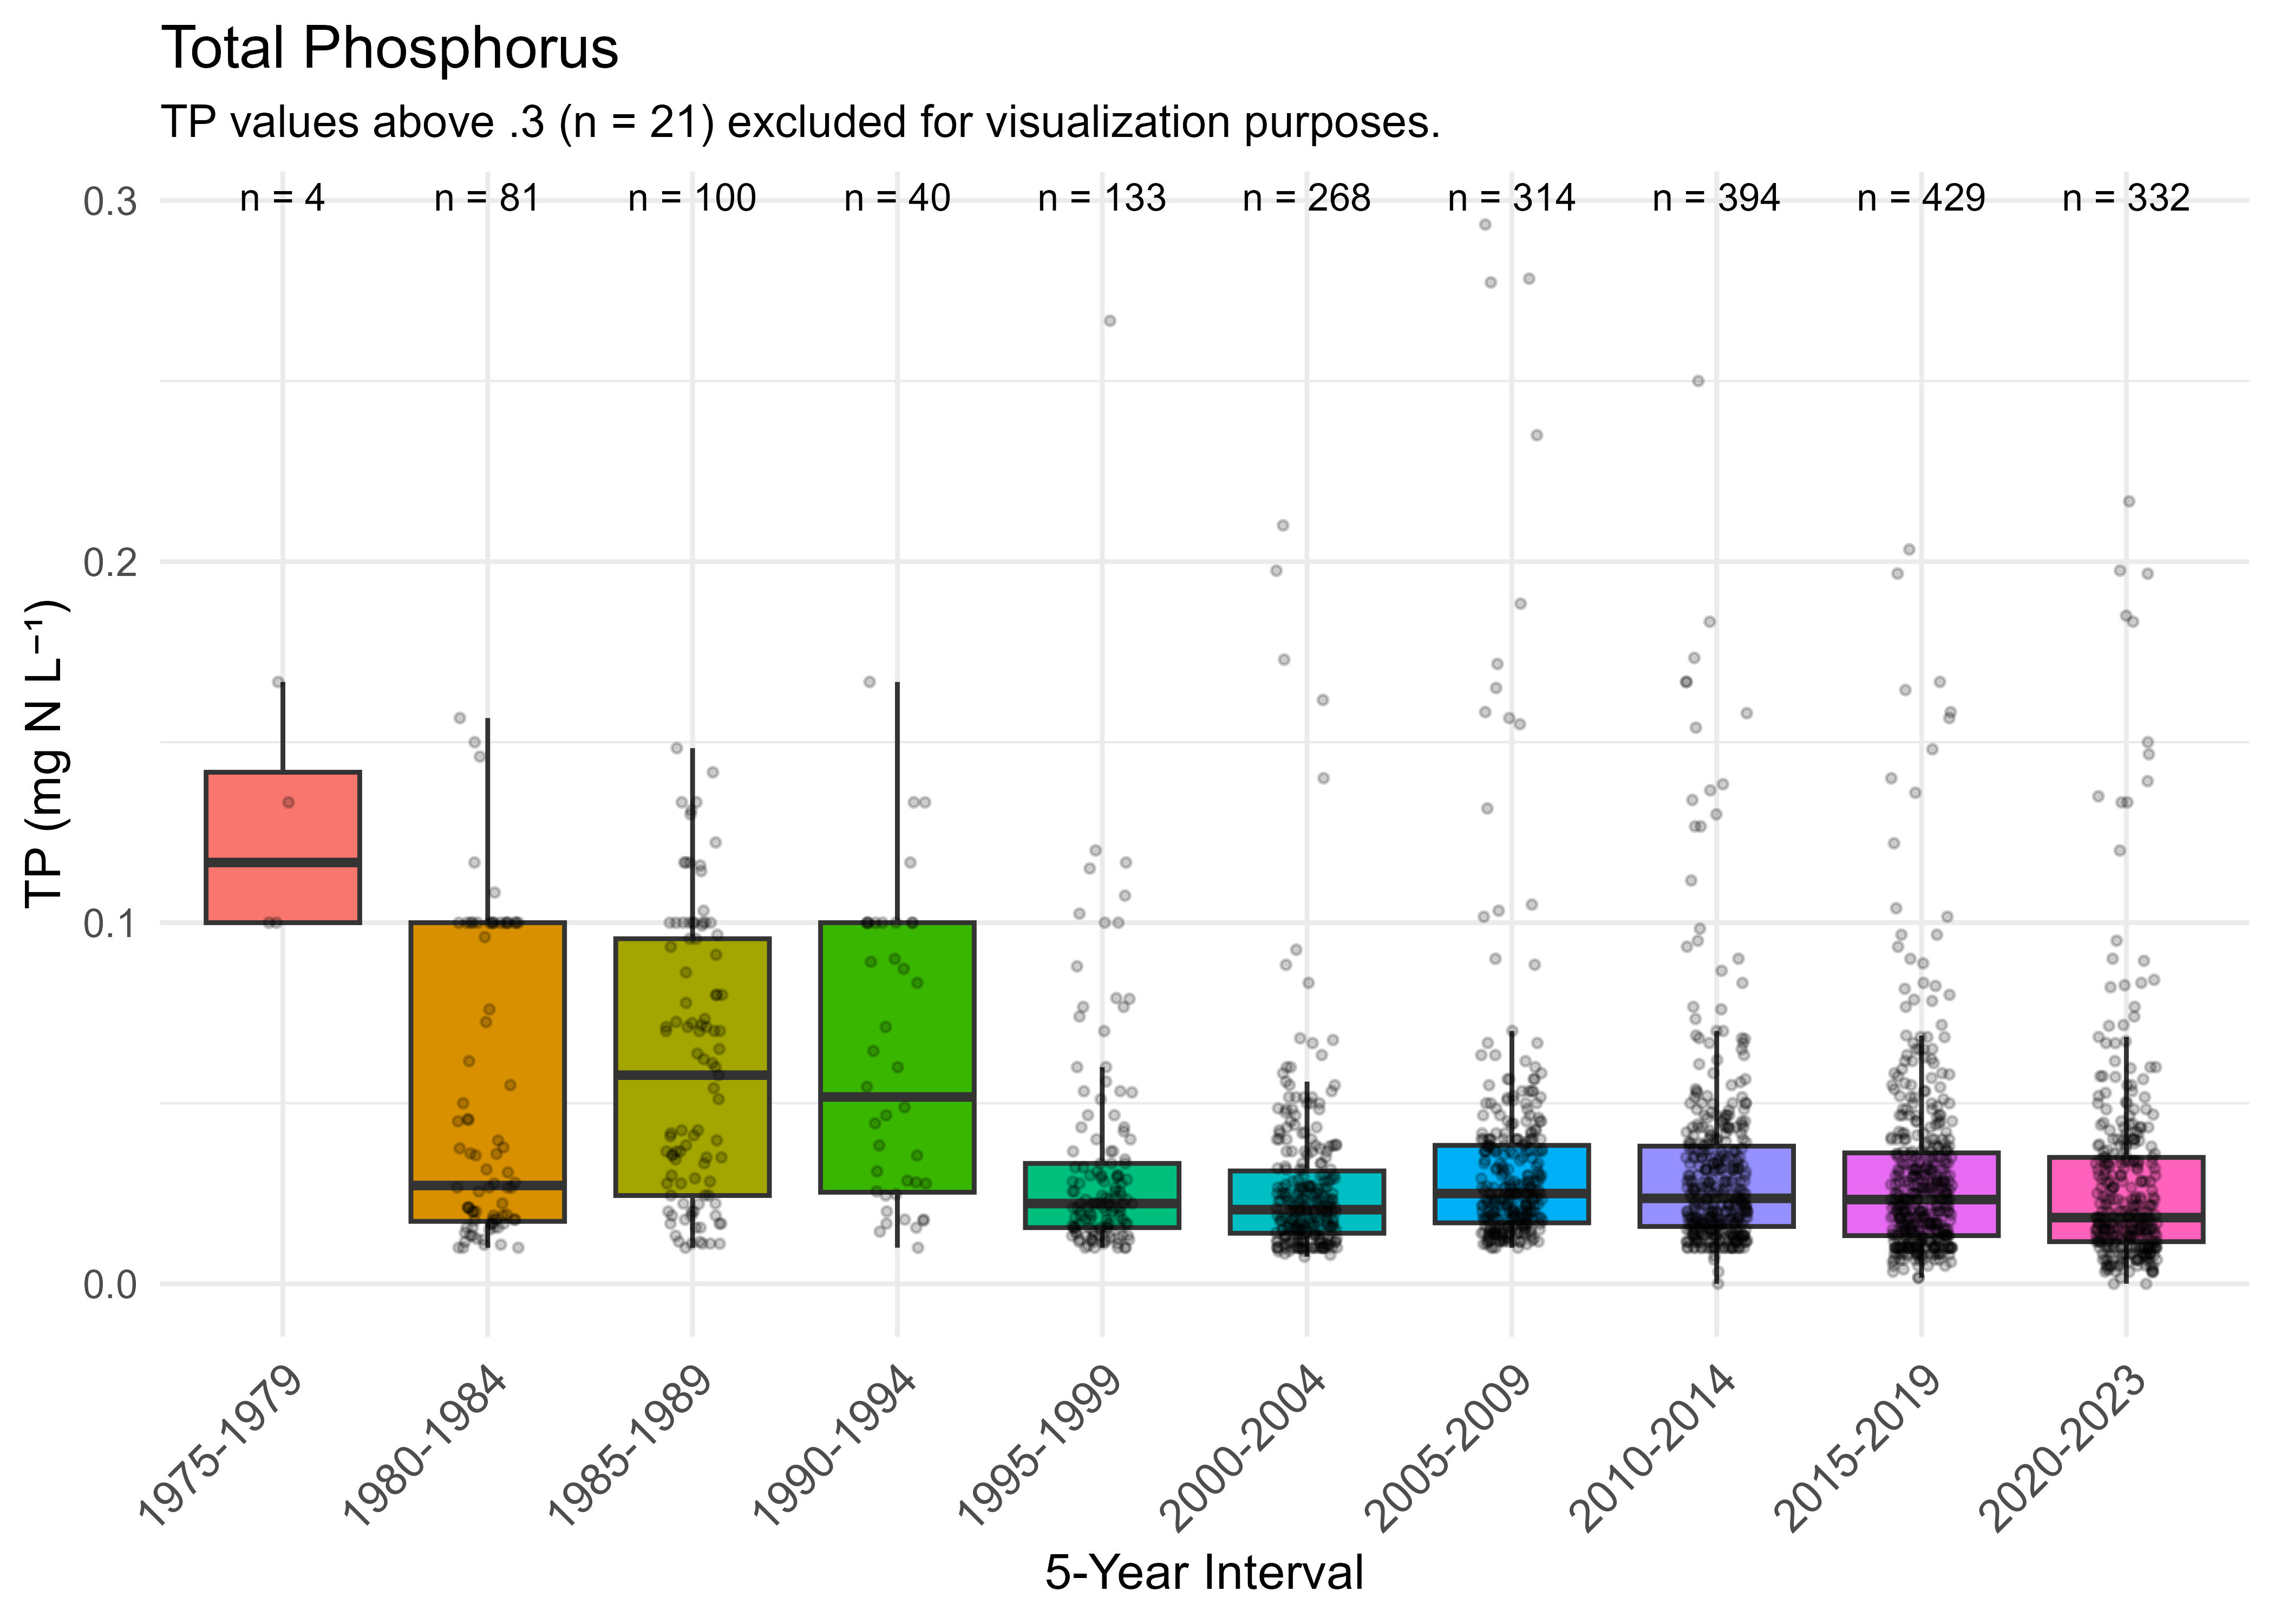 Total Phosphorus
TP values above .3 (n = 21) excluded for visualization purposes.
n = 4 n = 81 n = 100 n = 40 n = 133 n = 268 n = 314 n = 394 n = 429 n = 332
0.3
0.2
0.1
0.0
TP (mg N L⁻¹)
1975-1979 1980-1984 1985-1989 1990-1994 1995-1999 2000-2004 2005-2009 2010-2014 2015-2019 2020-2023
5-Year Interval